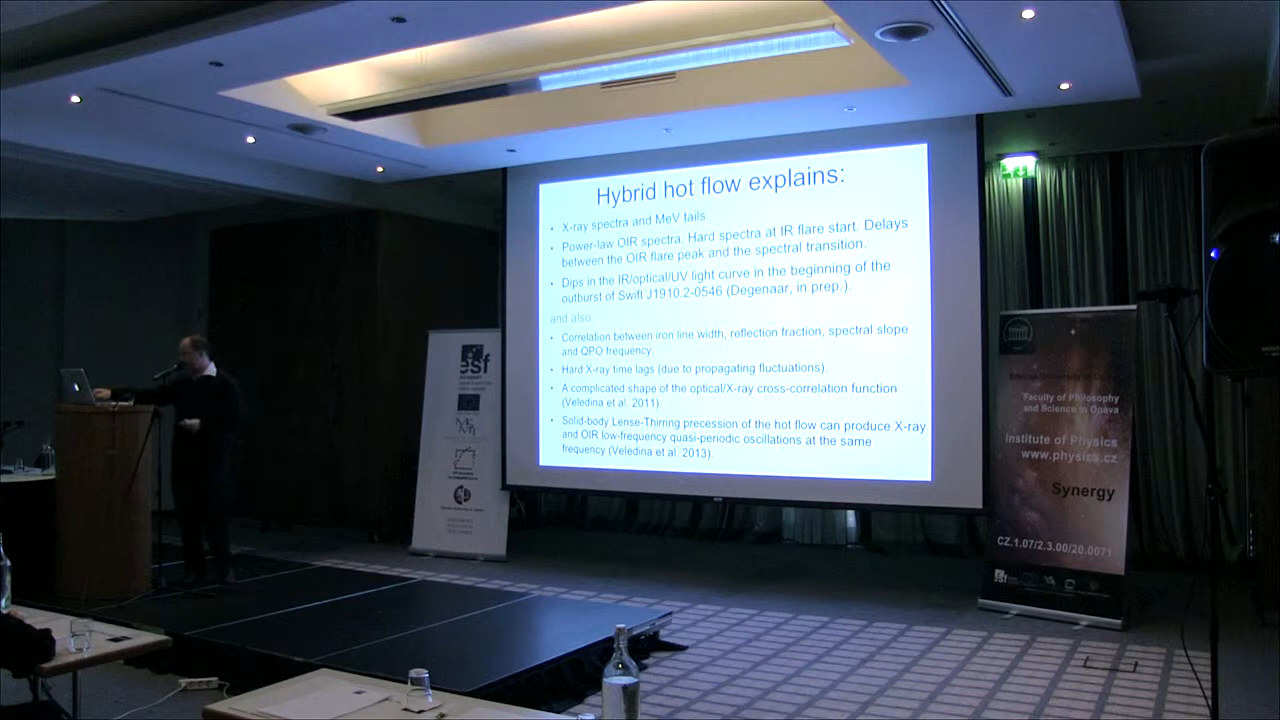 Hybrid hot flow explains:
• X-ray spectra and MeV tails.
• Power-law OIR spectra. Hard spectra at IR flare start. Delays
between the OIR flare peak and the spectral transition.
• Dips in the IR/optical/UV light curve in the beginning of the
outburst of Swift J1910.2-0546 (Degenaar, in prep.).
and also:
• Correlation between iron line width, reflection fraction, spectral slope
and QPO frequency.
• Hard X-ray time lags (due to propagating fluctuations).
• A complicated shape of the optical/X-ray cross-correlation function
(Veledina et al. 2011).
• Solid-body Lense-Thirring precession of the hot flow can produce X-ray
and OIR low-frequency quasi-periodic oscillations at the same
frequency (Veledina et al. 2013).
esf
Faculty of Philosophy
and Science in Opava
Institute of Physics
www.physics.cz
Synergy
CZ.1.07/2.3.00/20.0071
esf